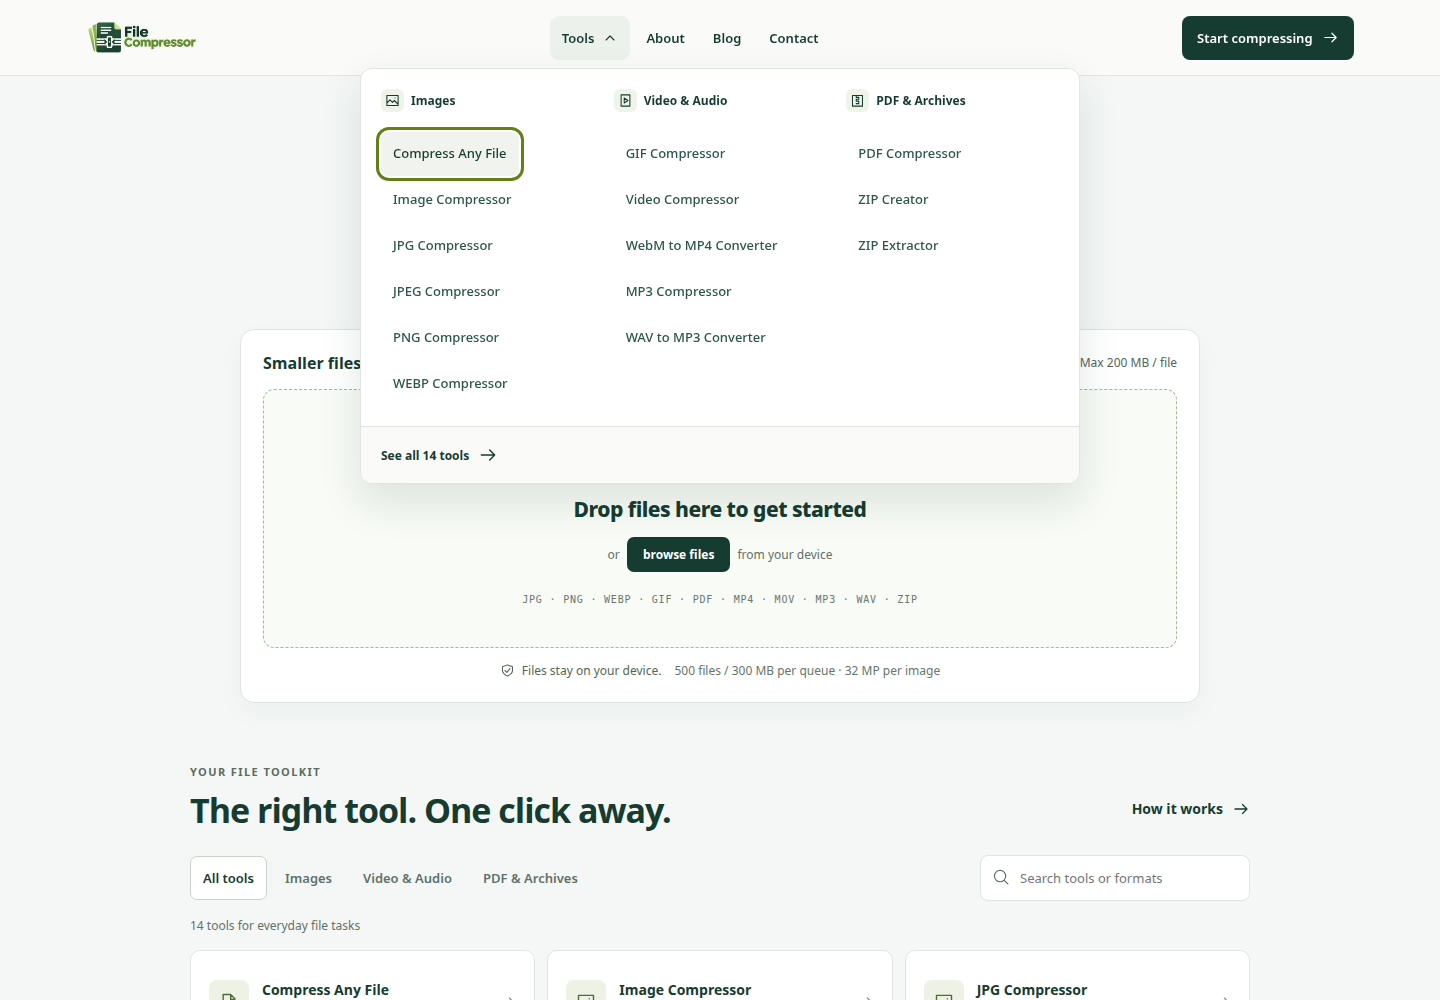 File
Compressor
Tools
About
Blog
Contact
Start compressing
Images
Compress Any File
Image Compressor
JPG Compressor
JPEG Compressor
PNG Compressor
WEBP Compressor
Video & Audio
GIF Compressor
Video Compressor
WebM to MP4 Converter
MP3 Compressor
WAV to MP3 Converter
PDF & Archives
PDF Compressor
ZIP Creator
ZIP Extractor
See all 14 tools
Smaller files
Max 200 MB / file
Drop files here to get started
or browse files from your device
JPG · PNG · WEBP · GIF · PDF · MP4 · MOV · MP3 · WAV · ZIP
Files stay on your device. 500 files / 300 MB per queue · 32 MP per image
YOUR FILE TOOLKIT
The right tool. One click away.
How it works
All tools
Images
Video & Audio
PDF & Archives
Search tools or formats
14 tools for everyday file tasks
Compress Any File
Image Compressor
JPG Compressor